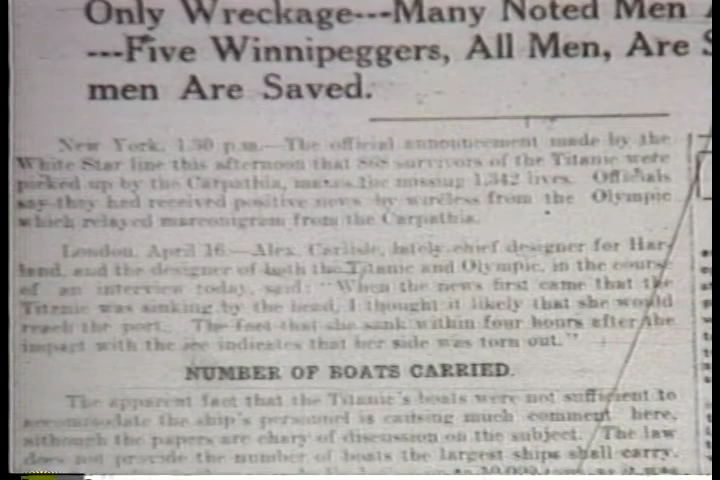 Only Wreckage---Many Noted Men
---Five Winnipeggers, All Men, Are S
men Are Saved.
New York, 1.30 p.m.—The official announcement made by the
White Star line this afternoon that 868 survivors of the Titanic were
picked up by the Carpathia, makes the missing 1,342 lives. Officials
say they had received positive news by wireless from the Olympic
which relayed marconigram from the Carpathia.
London, April 16.—Alex. Carlisle, lately chief designer for Har-
land, and the designer of both the Titanic and Olympic, in the course
of an interview today, said: "When the news first came that the
Titanic was sinking by the head, I thought it likely that she would
reach the port. The fact that she sank within four hours after the
impact with the ice indicates that her side was torn out."
NUMBER OF BOATS CARRIED.
The apparent fact that the Titanic's boats were not sufficient to
accommodate the ship's personnel is causing much comment here,
although the papers are chary of discussion on the subject. The law
does not provide the number of boats the largest ships shall carry.